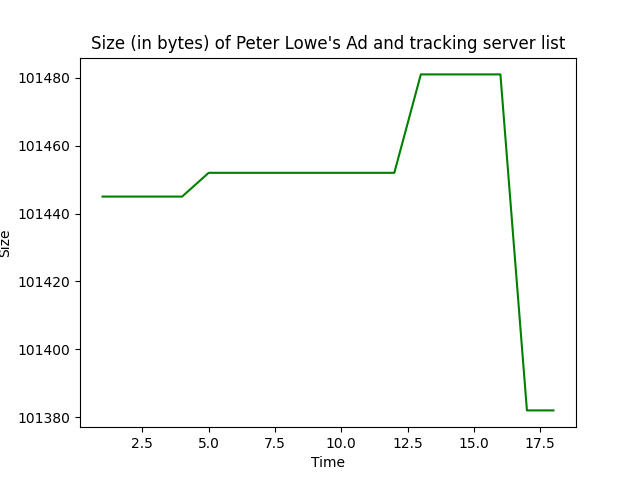 Size (in bytes) of Peter Lowe's Ad and tracking server list
101480
101460
101440
101420
101400
101380
Size
2.5 5.0 7.5 10.0 12.5 15.0 17.5
Time